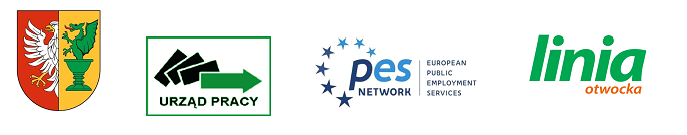 URZĄD PRACY
pes
NETWORK
EUROPEAN
PUBLIC
EMPLOYMENT
SERVICES
linia
otwocka